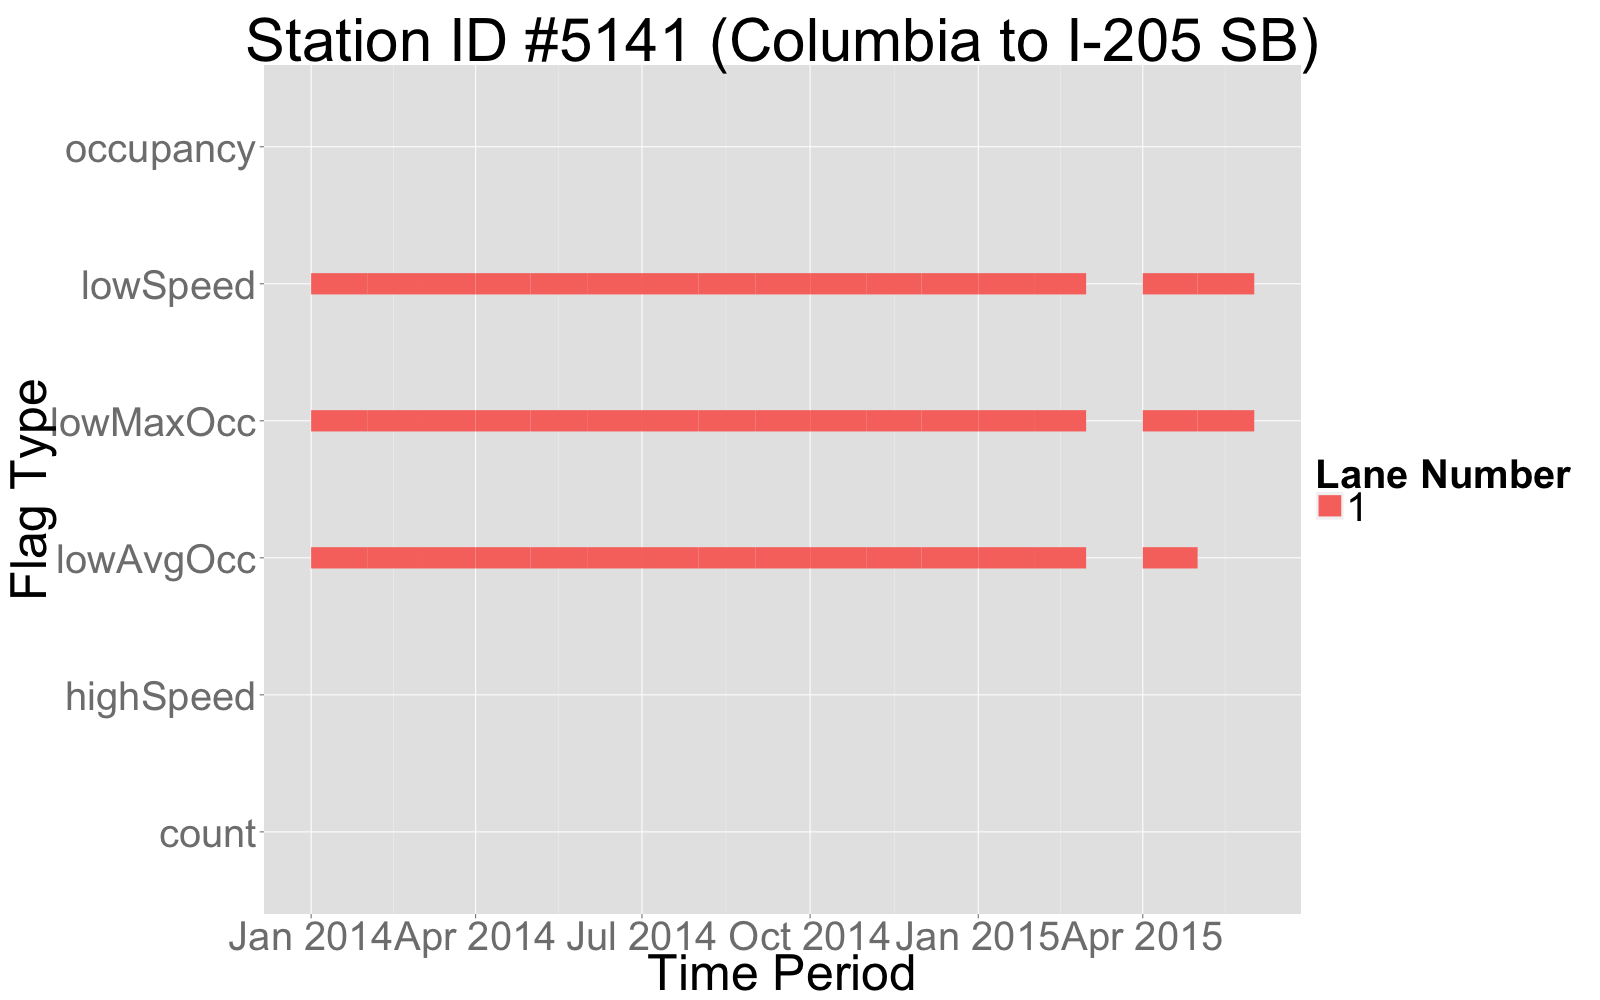 Station ID #5141 (Columbia to I-205 SB)
occupancy
lowSpeed
lowMaxOcc
lowAvgOcc
highSpeed
count
Flag Type
Jan 2014 Apr 2014 Jul 2014 Oct 2014 Jan 2015 Apr 2015
Time Period
Lane Number
1